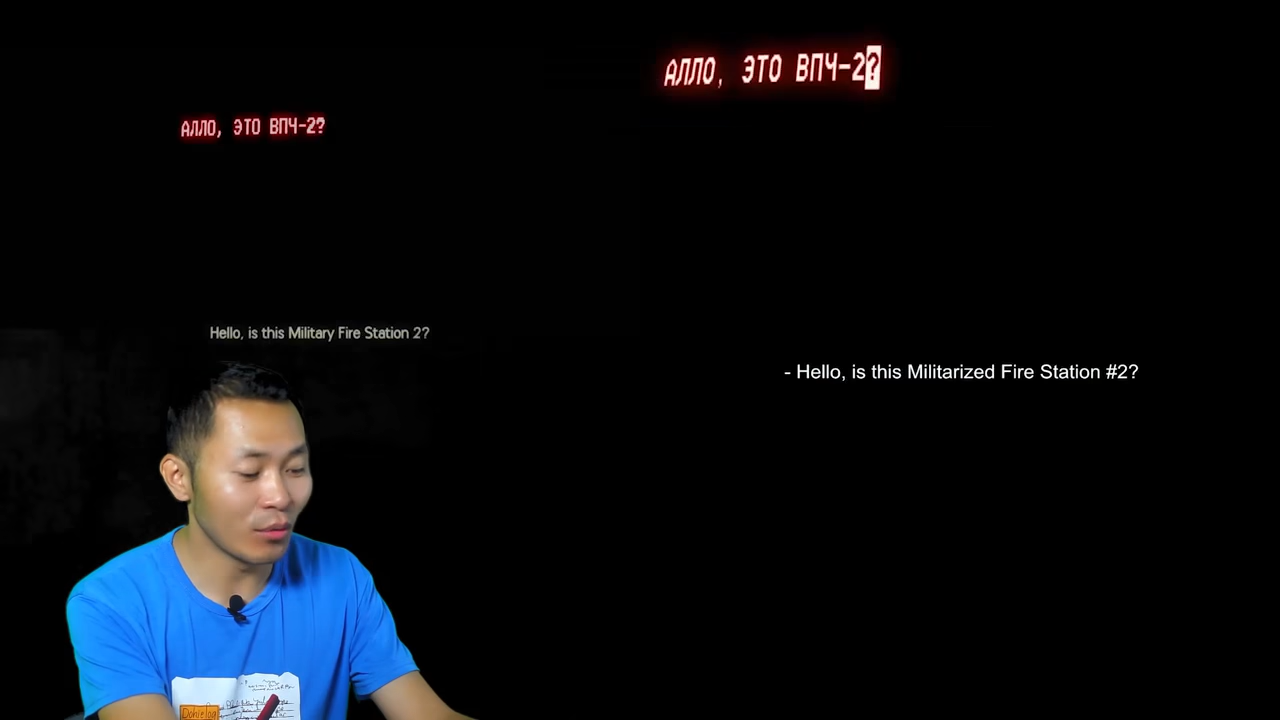 АЛЛО, ЭТО ВПЧ-2?
АЛЛО, ЭТО ВПЧ-2?
Hello, is this Military Fire Station 2?
- Hello, is this Militarized Fire Station #2?